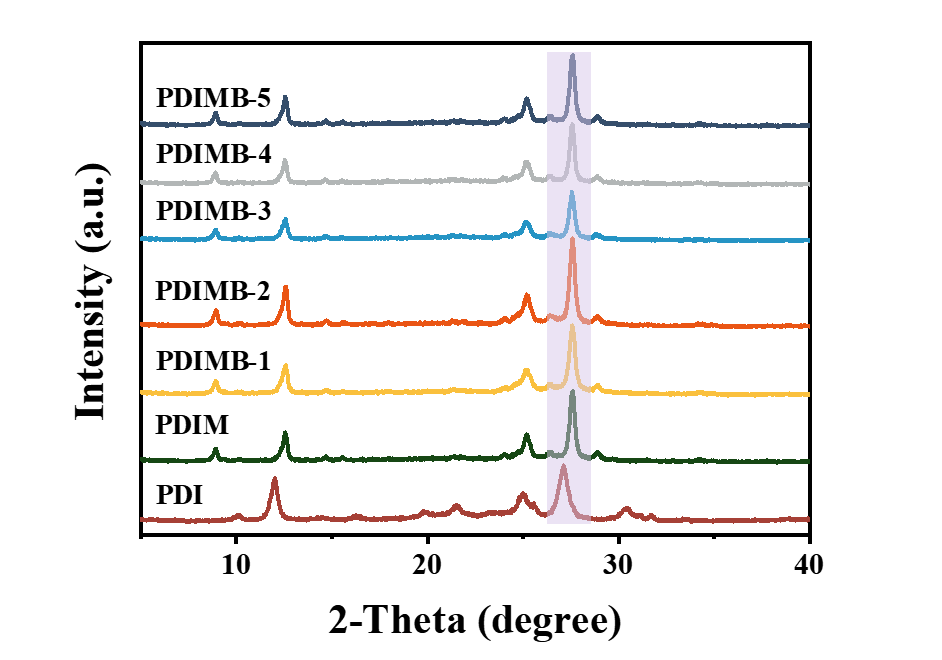 PDIMB-5
PDIMB-4
PDIMB-3
PDIMB-2
PDIMB-1
PDIM
PDI
Intensity (a.u.)
10 20 30 40
2-Theta (degree)